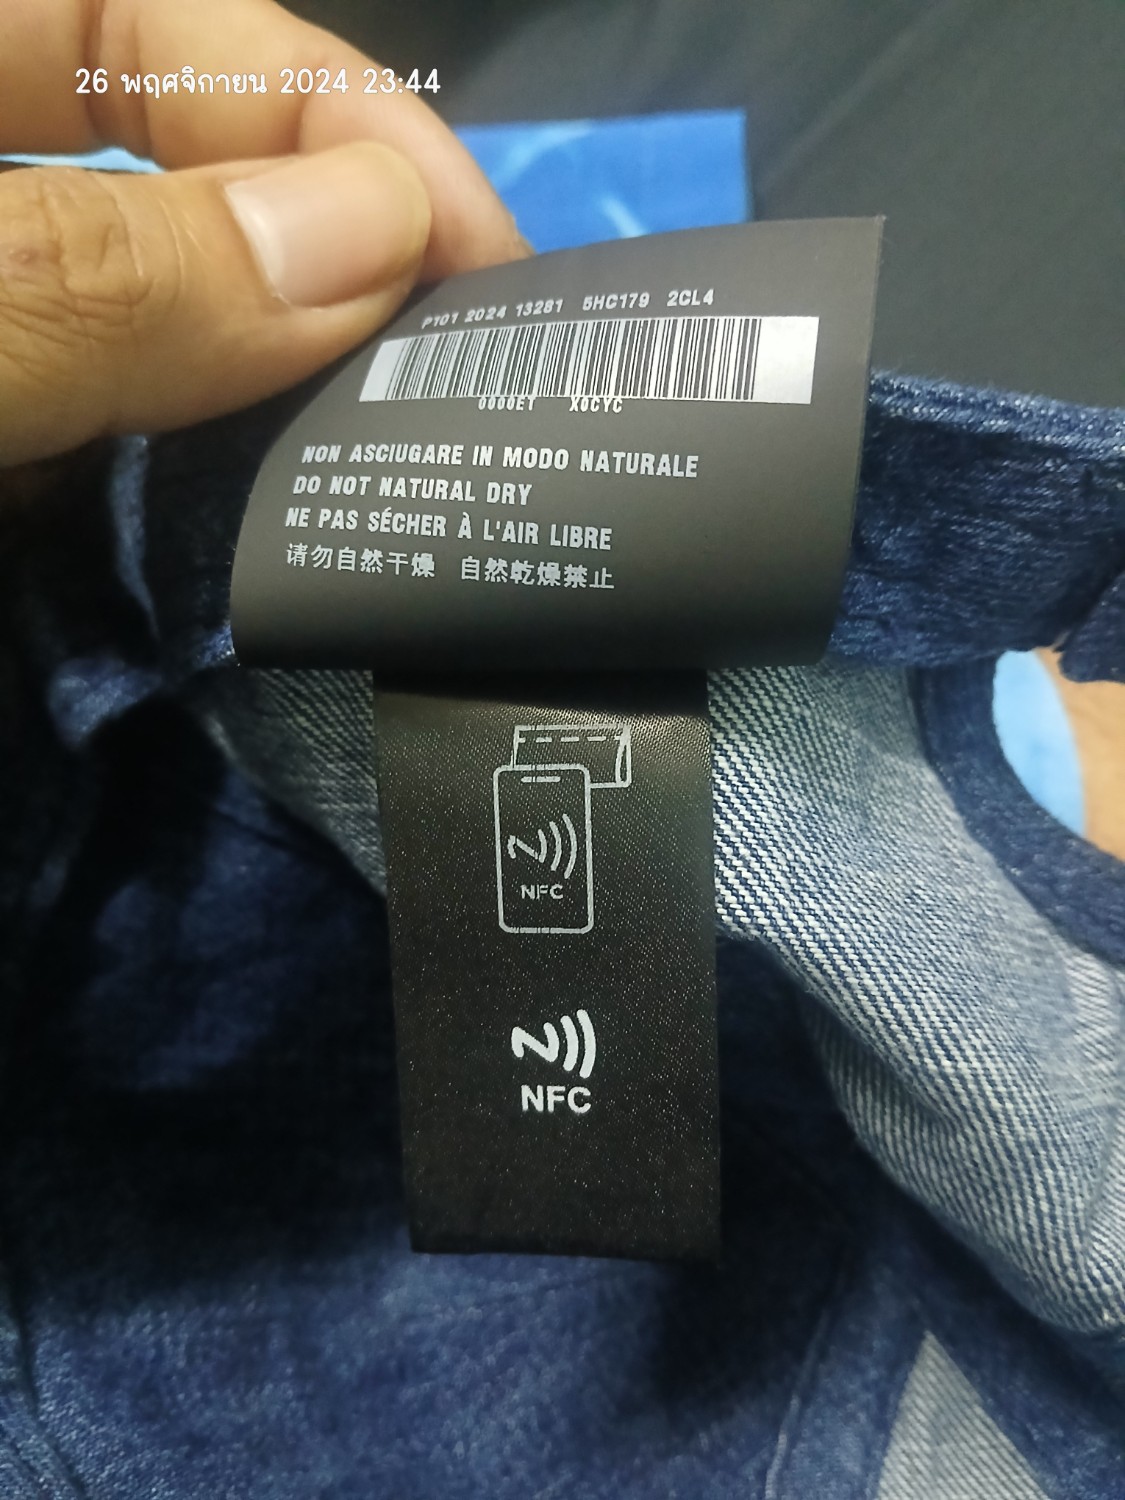 26 พฤศจิกายน 2024 23:44
P101 2024 13281 5HC179 2CL4
0000ET X0CYC
NON ASCIUGARE IN MODO NATURALE
DO NOT NATURAL DRY
NE PAS SÉCHER À L'AIR LIBRE
请勿自然干燥 自然乾燥禁止
NFC
NFC